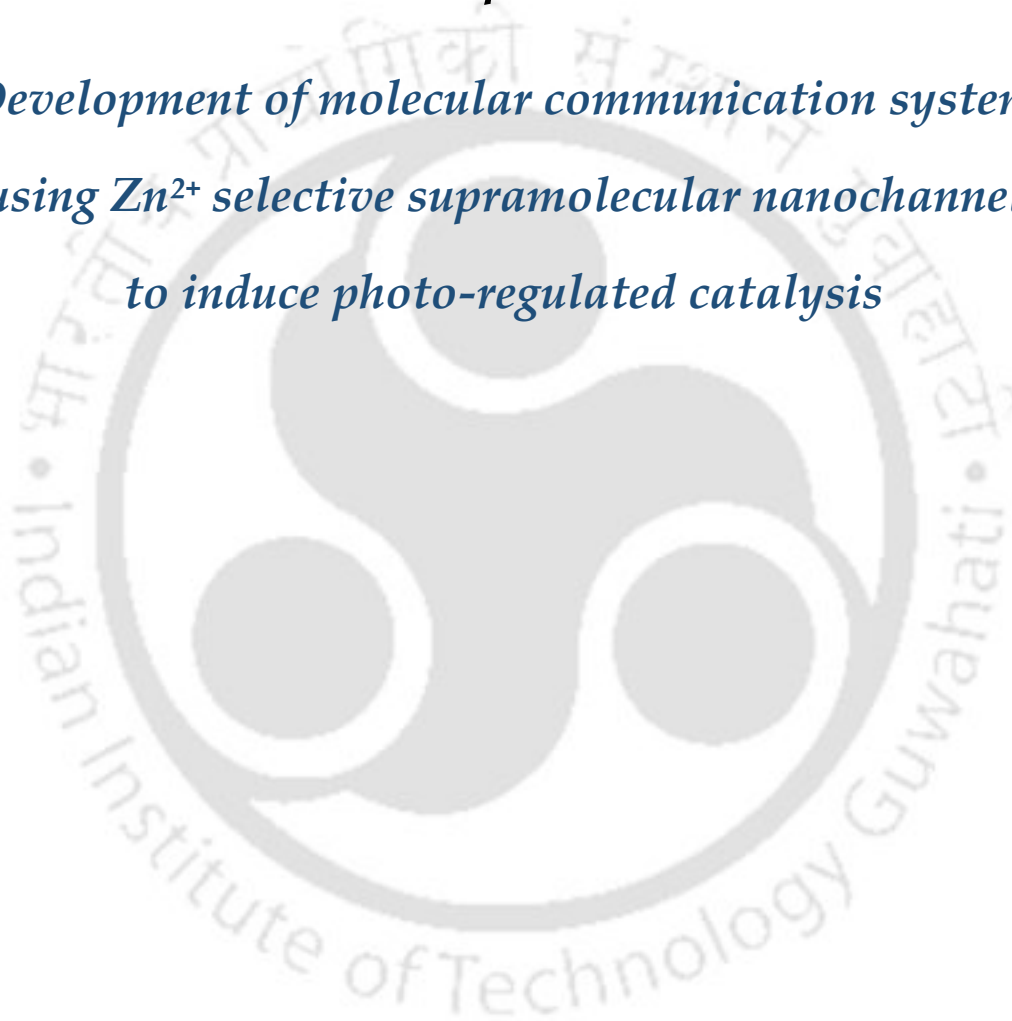 Development of molecular communication system
using Zn²⁺ selective supramolecular nanochannel
to induce photo-regulated catalysis
भारतीय प्रौद्योगिकी संस्थान गुवाहाटी
• Indian Institute of Technology Guwahati •